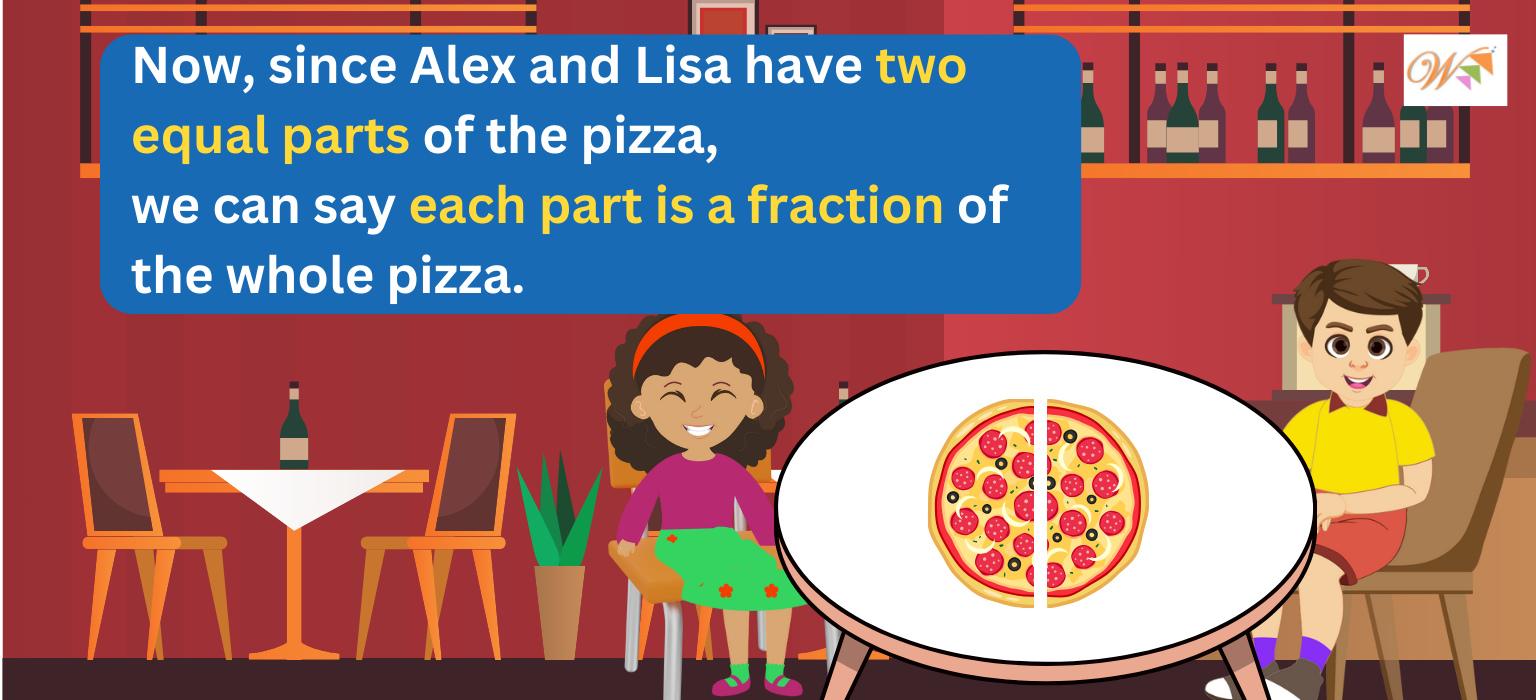 Now, since Alex and Lisa have two
equal parts of the pizza,
we can say each part is a fraction of
the whole pizza.
W